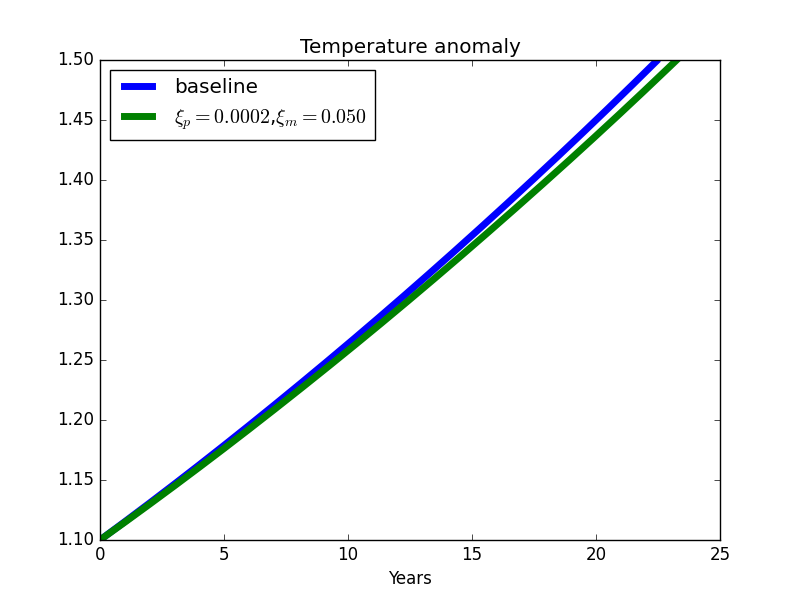 Temperature anomaly
1.50
1.45
1.40
1.35
1.30
1.25
1.20
1.15
1.10
baseline
ξₚ = 0.0002,ξₘ = 0.050
0 5 10 15 20 25
Years